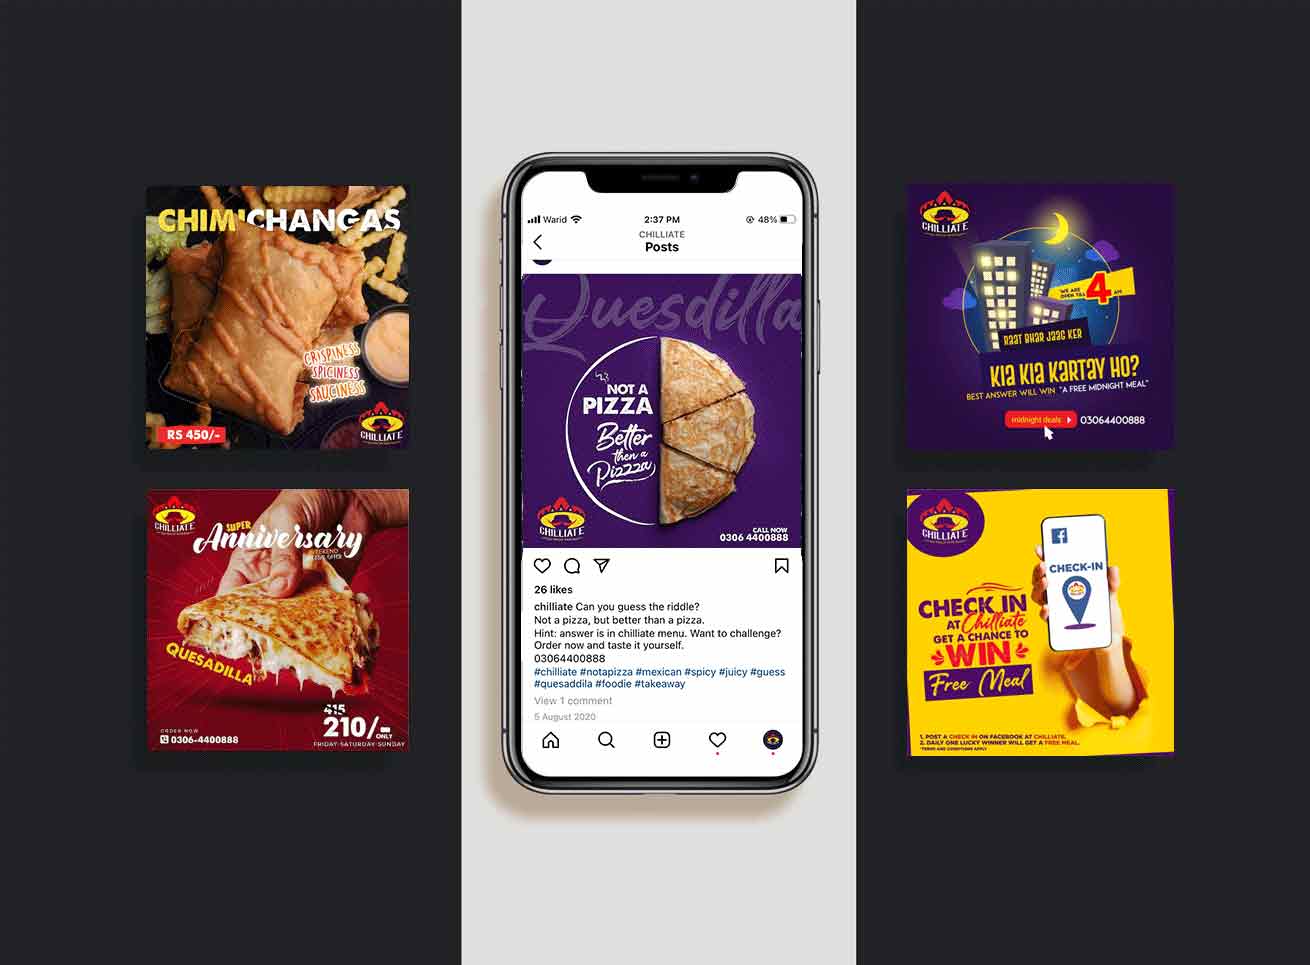 CHIMICHANGAS
CRISPINESS
SPICINESS
SAUCINESS
RS 450/-
CHILLIATE
CHILLIATE
SUPER
Anniversary
WEEKEND
QUESADILLA
415
210/-
ONLY
ORDER NOW
0306-4400888
FRIDAY-SATURDAY-SUNDAY
Warid
2:37 PM
48%
CHILLIATE
Posts
Quesdilla
NOT A
PIZZA
Better
then a
Pizzza
CHILLIATE
CALL NOW
0306 4400888
26 likes
chilliate Can you guess the riddle?
Not a pizza, but better than a pizza.
Hint: answer is in chilliate menu. Want to challenge?
Order now and taste it yourself.
03064400888
#chilliate #notapizza #mexican #spicy #juicy #guess
#quesaddila #foodie #takeaway
View 1 comment
5 August 2020
CHILLIATE
WE ARE
OPEN TILL
4 AM
RAAT BHAR JAAG KER
KIA KIA KARTAY HO?
BEST ANSWER WILL WIN "A FREE MIDNIGHT MEAL"
midnight deals
03064400888
CHILLIATE
CHECK-IN
CHECK IN
AT Chilliate
GET A CHANCE TO
WIN
Free Meal
1. POST A CHECK IN ON FACEBOOK AT CHILLIATE.
2. DAILY ONE LUCKY WINNER WILL GET A FREE MEAL.
*TERMS AND CONDITIONS APPLY